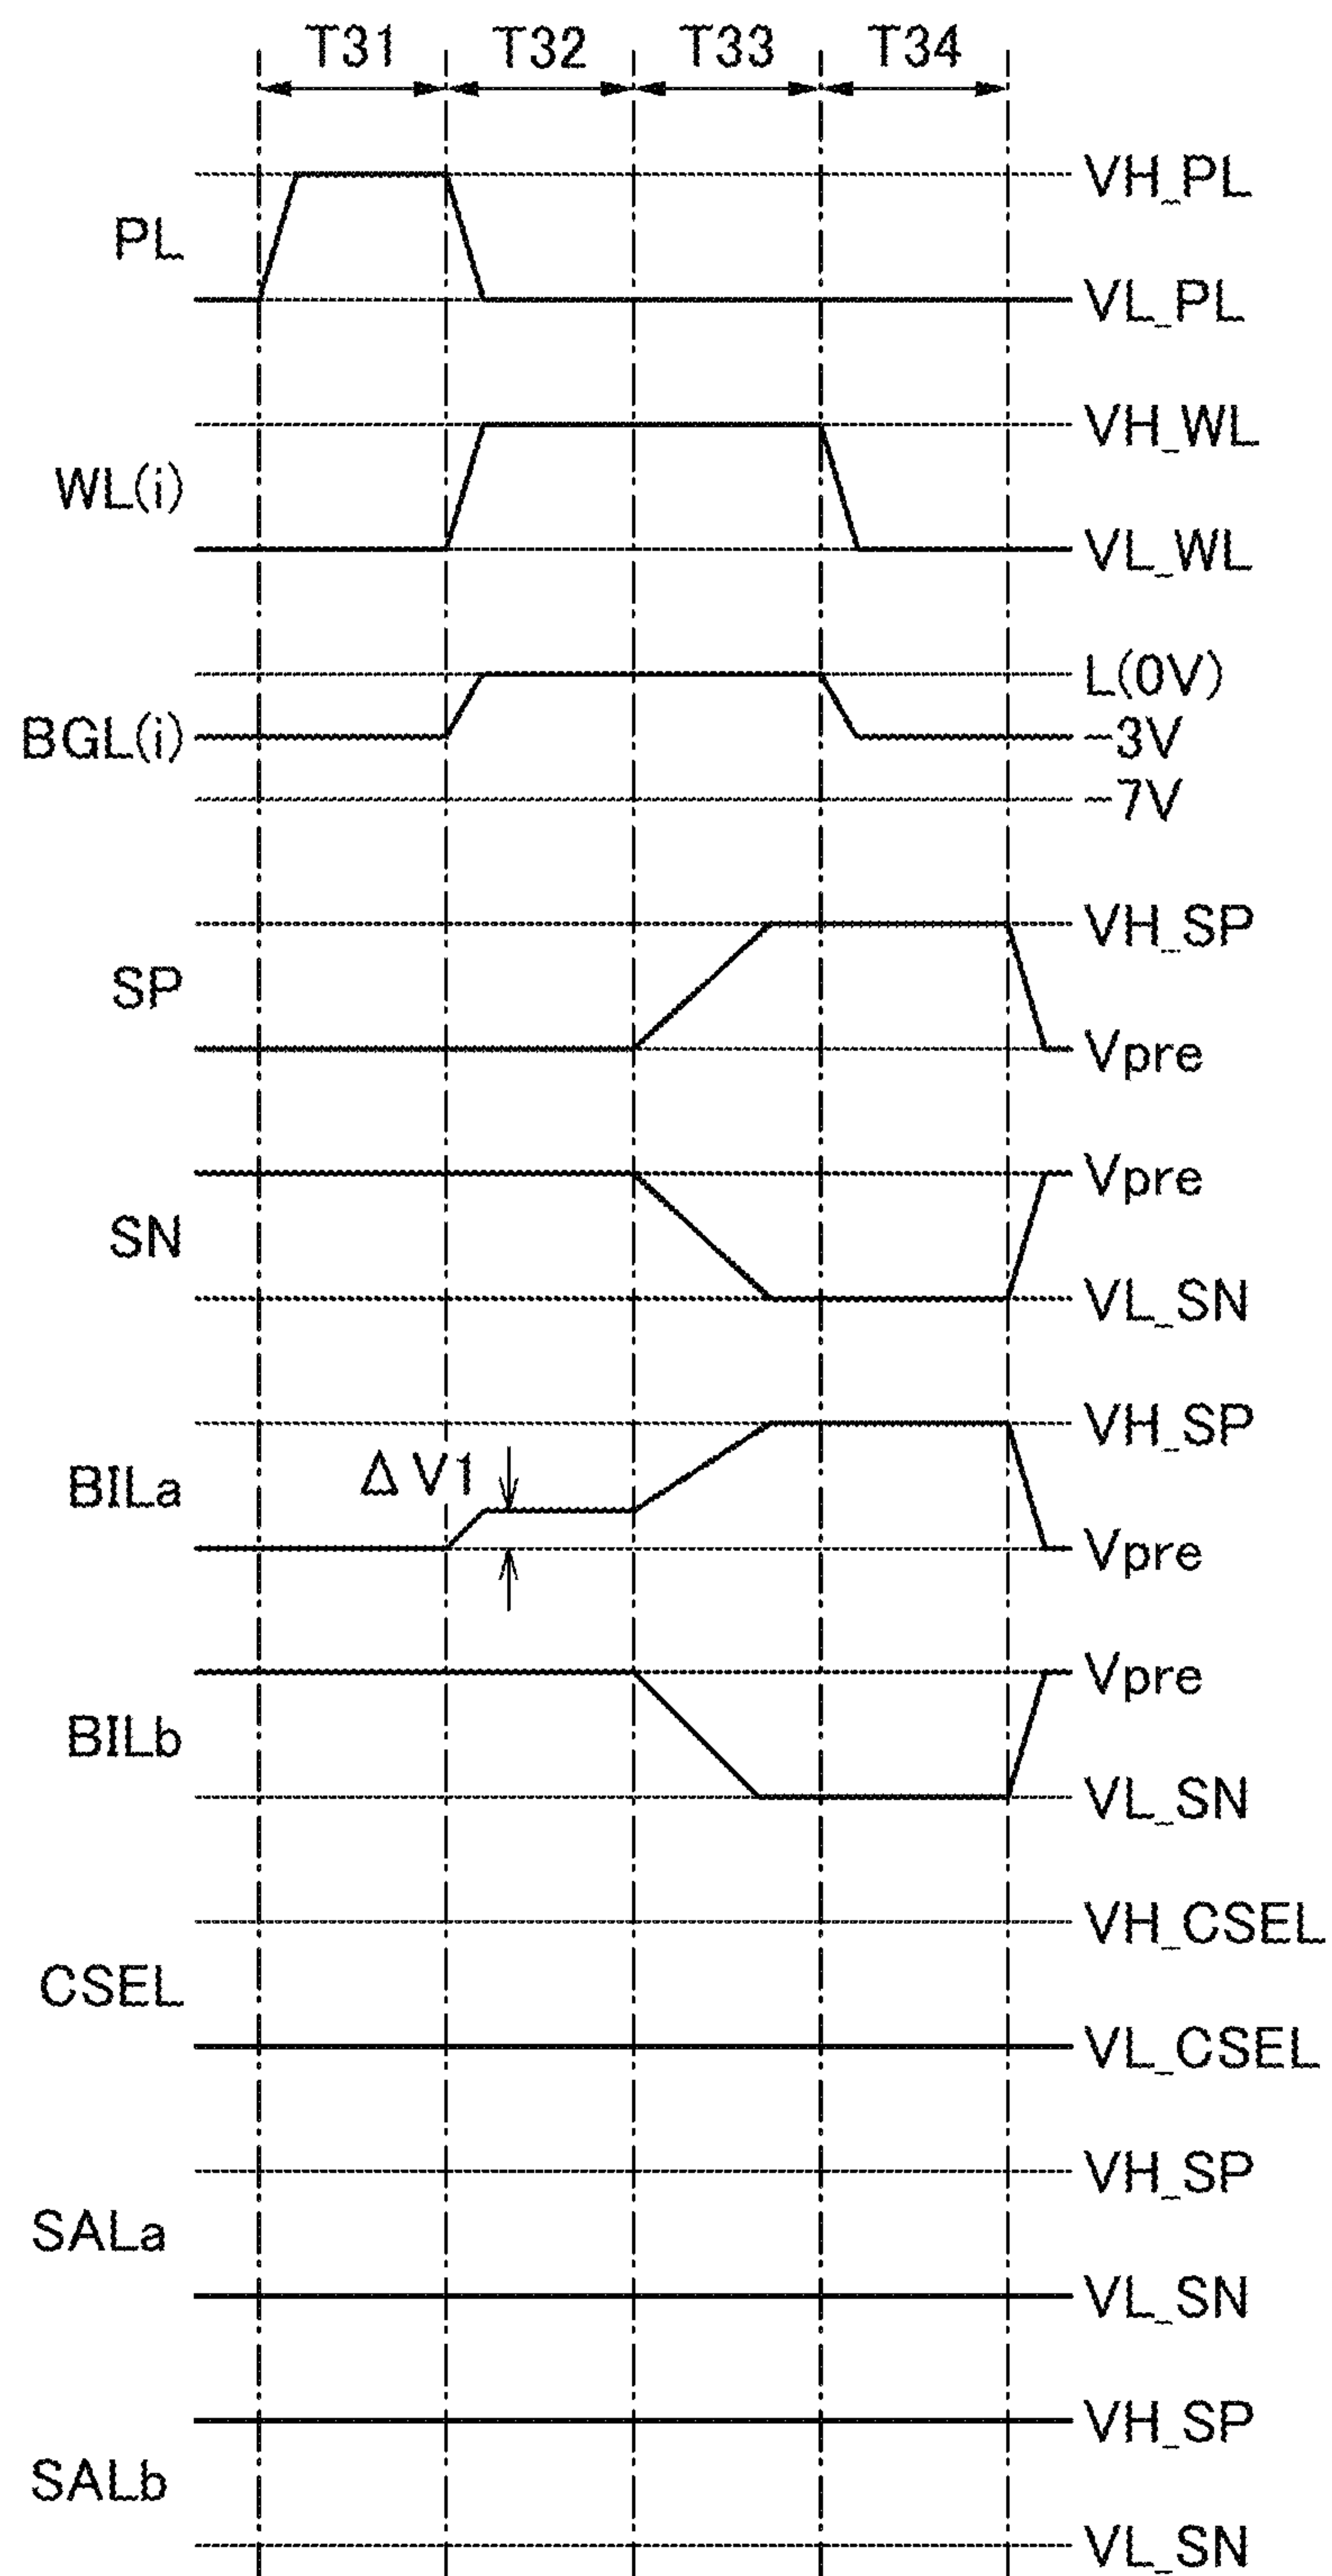 T31 T32 T33 T34
VH_PL
PL
VL_PL
VH_WL
WL(i)
VL_WL
L(0V)
BGL(i)
-3V
-7V
VH_SP
SP
Vpre
Vpre
SN
VL_SN
VH_SP
ΔV1
BILa
Vpre
Vpre
BILb
VL_SN
VH_CSEL
CSEL
VL_CSEL
VH_SP
SALa
VL_SN
VH_SP
SALb
VL_SN